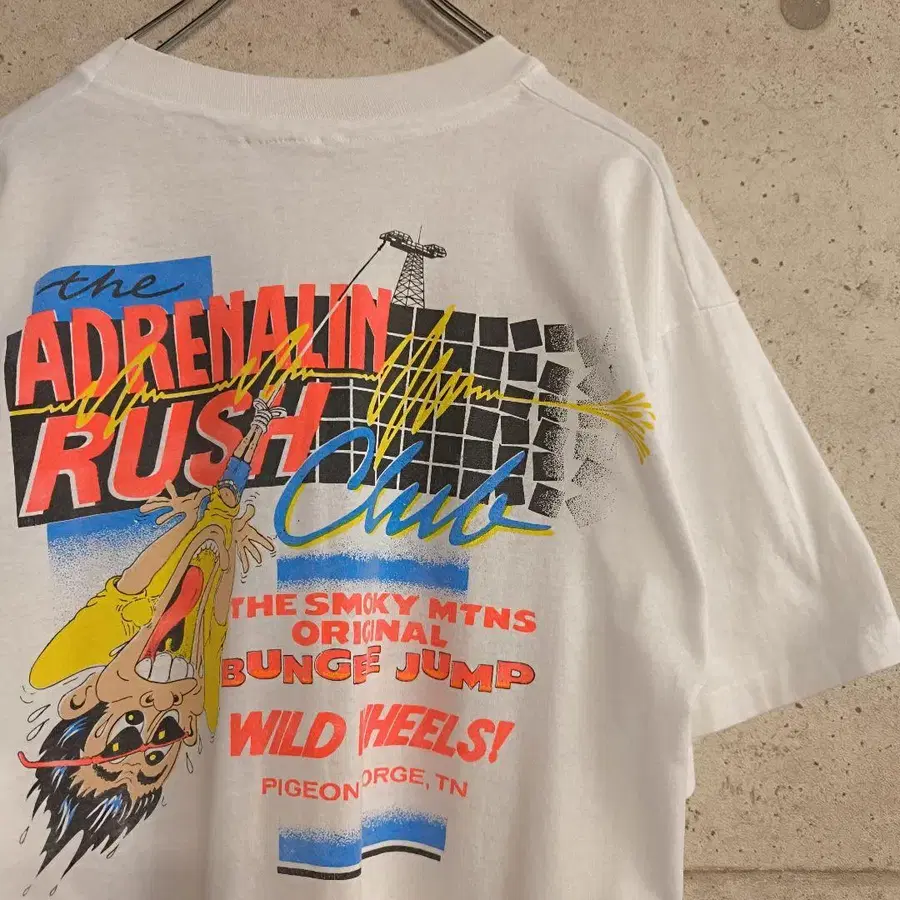 the
ADRENALIN
RUSH
Club
THE SMOKY MTNS
ORIGINAL
BUNGEE JUMP
WILD WHEELS!
PIGEON FORGE, TN